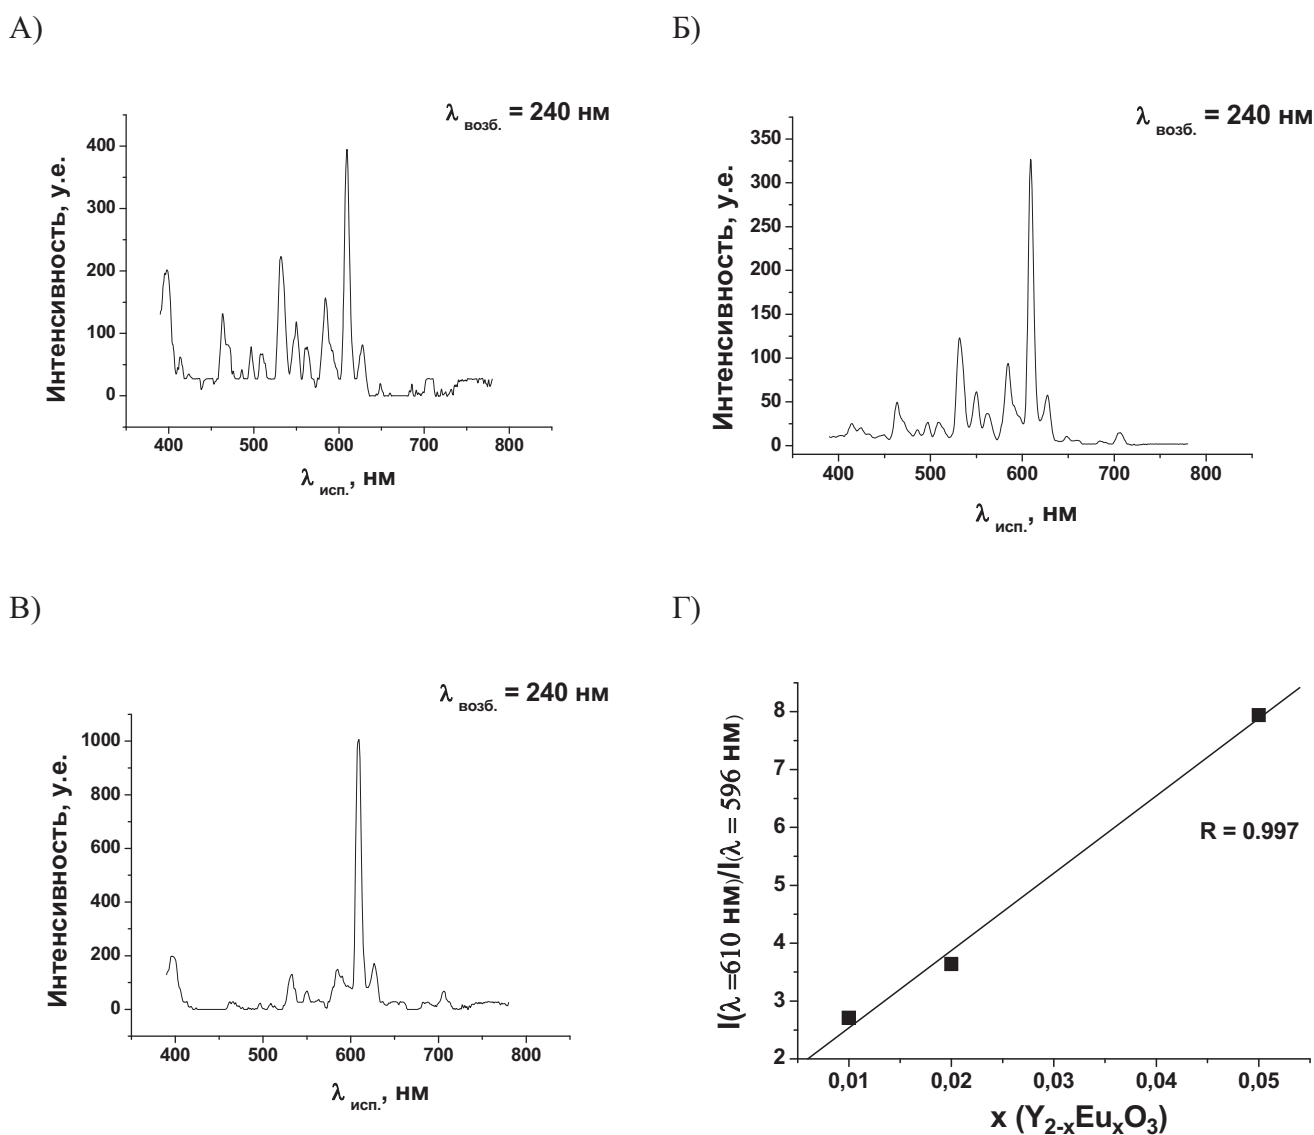 А)
λ возб. = 240 нм
Интенсивность, у.е.
400
300
200
100
0
400 500 600 700 800
λ исп., нм
Б)
λ возб. = 240 нм
Интенсивность, у.е.
350
300
250
200
150
100
50
0
400 500 600 700 800
λ исп., нм
В)
λ возб. = 240 нм
Интенсивность, у.е.
1000
800
600
400
200
0
400 500 600 700 800
λ исп., нм
Г)
I(λ =610 нм)/I(λ = 596 нм)
8
7
6
5
4
3
2
R = 0.997
0,01 0,02 0,03 0,04 0,05
x (Y2-xEuxO3)